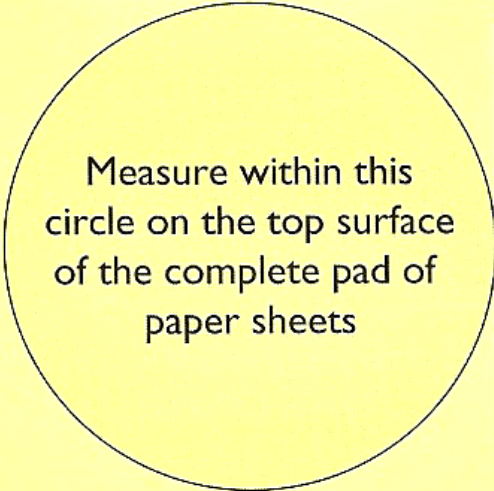 Measure within this
circle on the top surface
of the complete pad of
paper sheets